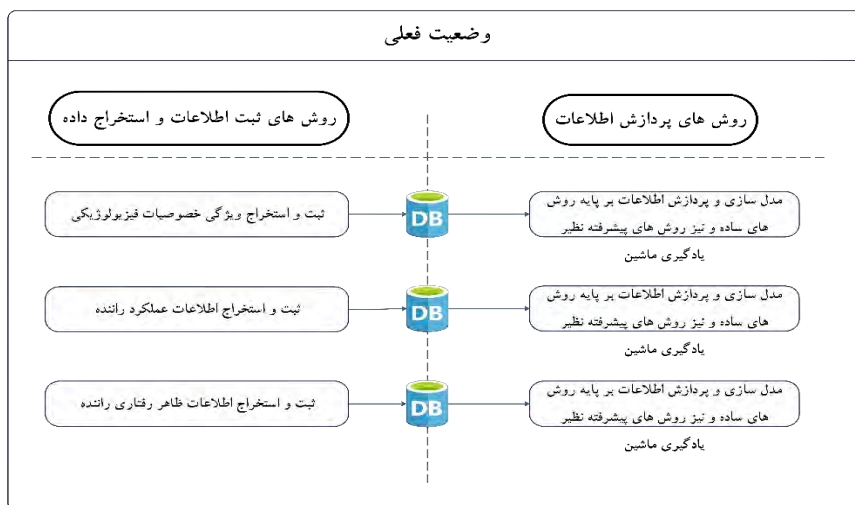 وضعیت فعلی
روش های پردازش اطلاعات
روش های ثبت اطلاعات و استخراج داده
ثبت و استخراج ویژگی خصوصیات فیزیولوژیکی
DB
مدل سازی و پردازش اطلاعات بر پایه روش
های ساده و نیز روش های پیشرفته نظیر
یادگیری ماشین
ثبت و استخراج اطلاعات عملکرد راننده
DB
مدل سازی و پردازش اطلاعات بر پایه روش
های ساده و نیز روش های پیشرفته نظیر
یادگیری ماشین
ثبت و استخراج اطلاعات ظاهر رفتاری راننده
DB
مدل سازی و پردازش اطلاعات بر پایه روش
های ساده و نیز روش های پیشرفته نظیر
یادگیری ماشین